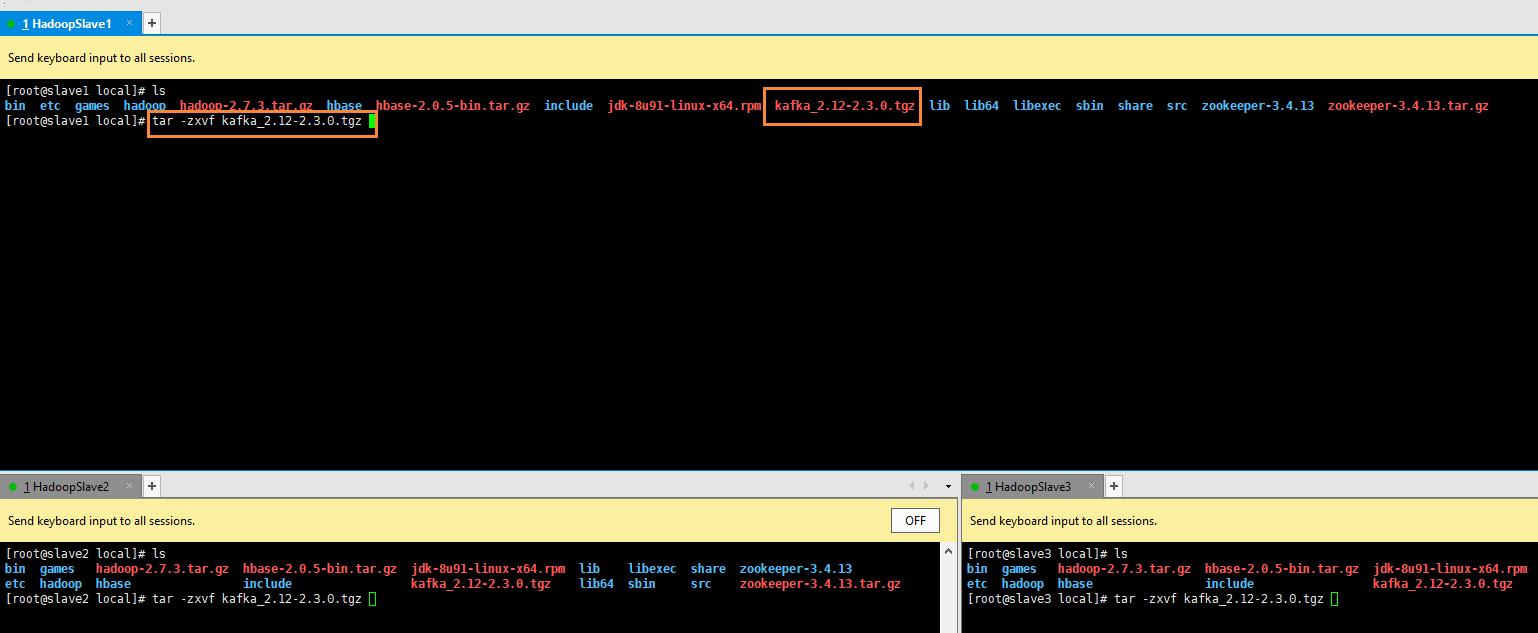 1 HadoopSlave1 × +
Send keyboard input to all sessions.
[root@slave1 local]# ls
bin etc games hadoop hadoop-2.7.3.tar.gz hbase hbase-2.0.5-bin.tar.gz include jdk-8u91-linux-x64.rpm kafka_2.12-2.3.0.tgz lib lib64 libexec sbin share src zookeeper-3.4.13 zookeeper-3.4.13.tar.gz
[root@slave1 local]# tar -zxvf kafka_2.12-2.3.0.tgz
1 HadoopSlave2 × +
Send keyboard input to all sessions. OFF
[root@slave2 local]# ls
bin games hadoop-2.7.3.tar.gz hbase-2.0.5-bin.tar.gz jdk-8u91-linux-x64.rpm lib libexec share zookeeper-3.4.13
etc hadoop hbase include kafka_2.12-2.3.0.tgz lib64 sbin src zookeeper-3.4.13.tar.gz
[root@slave2 local]# tar -zxvf kafka_2.12-2.3.0.tgz
1 HadoopSlave3 × +
Send keyboard input to all sessions.
[root@slave3 local]# ls
bin games hadoop-2.7.3.tar.gz hbase-2.0.5-bin.tar.gz jdk-8u91-linux-x64.rpm
etc hadoop hbase include kafka_2.12-2.3.0.tgz
[root@slave3 local]# tar -zxvf kafka_2.12-2.3.0.tgz